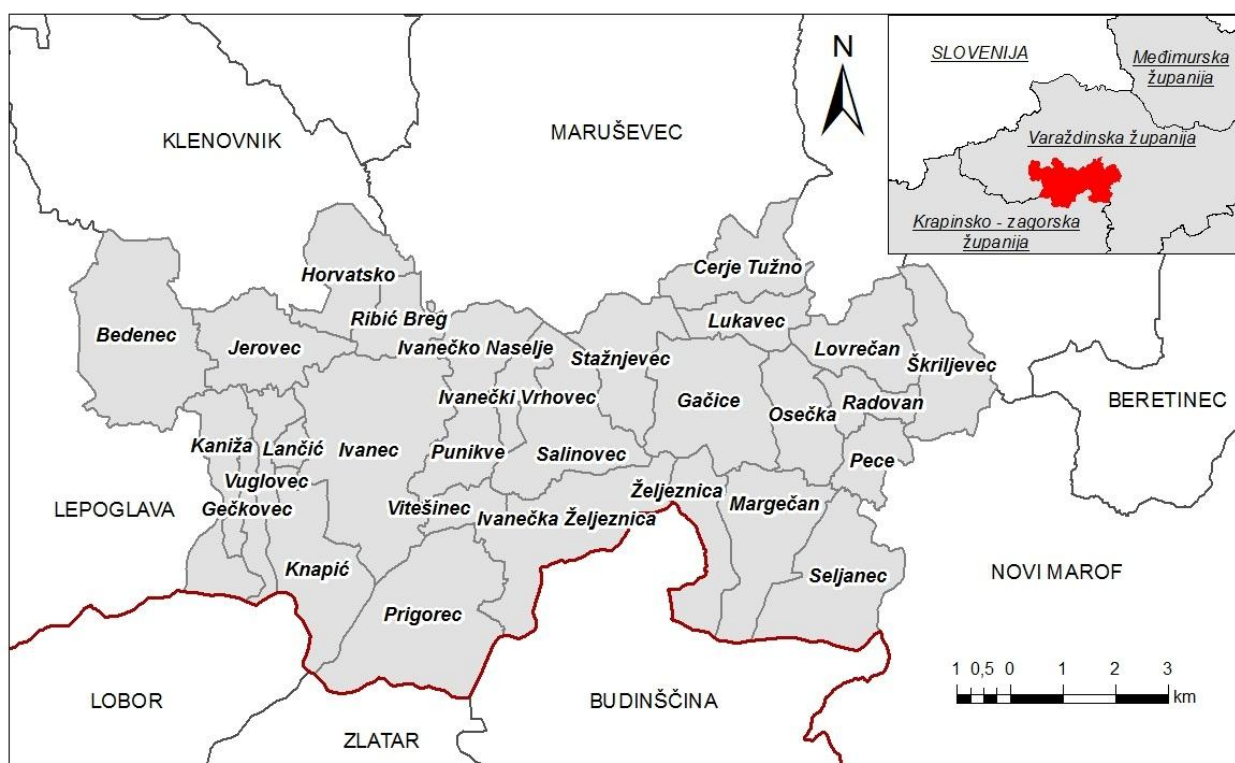 N
SLOVENIJA
Međimurska
županija
Varaždinska županija
Krapinsko - zagorska
županija
KLENOVNIK
MARUŠEVEC
Horvatsko
Cerje Tužno
Bedenec
Jerovec
Ribić Breg
Ivanečko Naselje
Stažnjevec
Lukavec
Lovrečan
Škriljevec
Ivanečki Vrhovec
Gačice
Osečka
Radovan
BERETINEC
Kaniža
Lančić
Ivanec
Punikve
Salinovec
Pece
Vuglovec
Željeznica
Margečan
LEPOGLAVA
Gečkovec
Vitešinec
Ivanečka Željeznica
Knapić
Seljanec
NOVI MAROF
Prigorec
LOBOR
BUDINŠČINA
ZLATAR
1 0,5 0 1 2 3
km